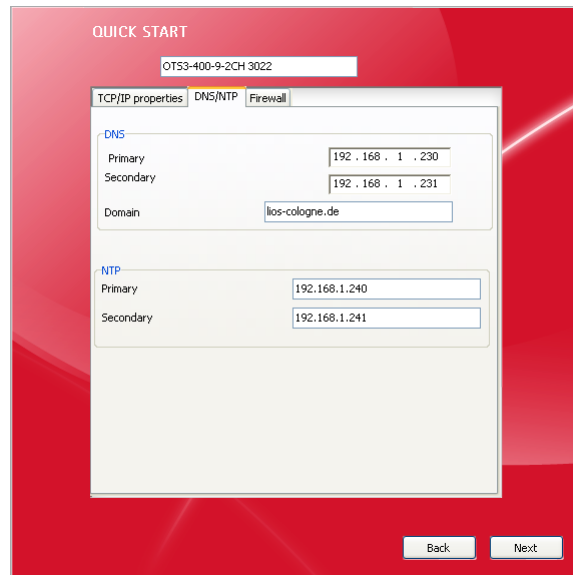 QUICK START
OTS3-400-9-2CH 3022
TCP/IP properties DNS/NTP Firewall
DNS
Primary 192 . 168 . 1 . 230
Secondary 192 . 168 . 1 . 231
Domain lios-cologne.de
NTP
Primary 192.168.1.240
Secondary 192.168.1.241
Back Next